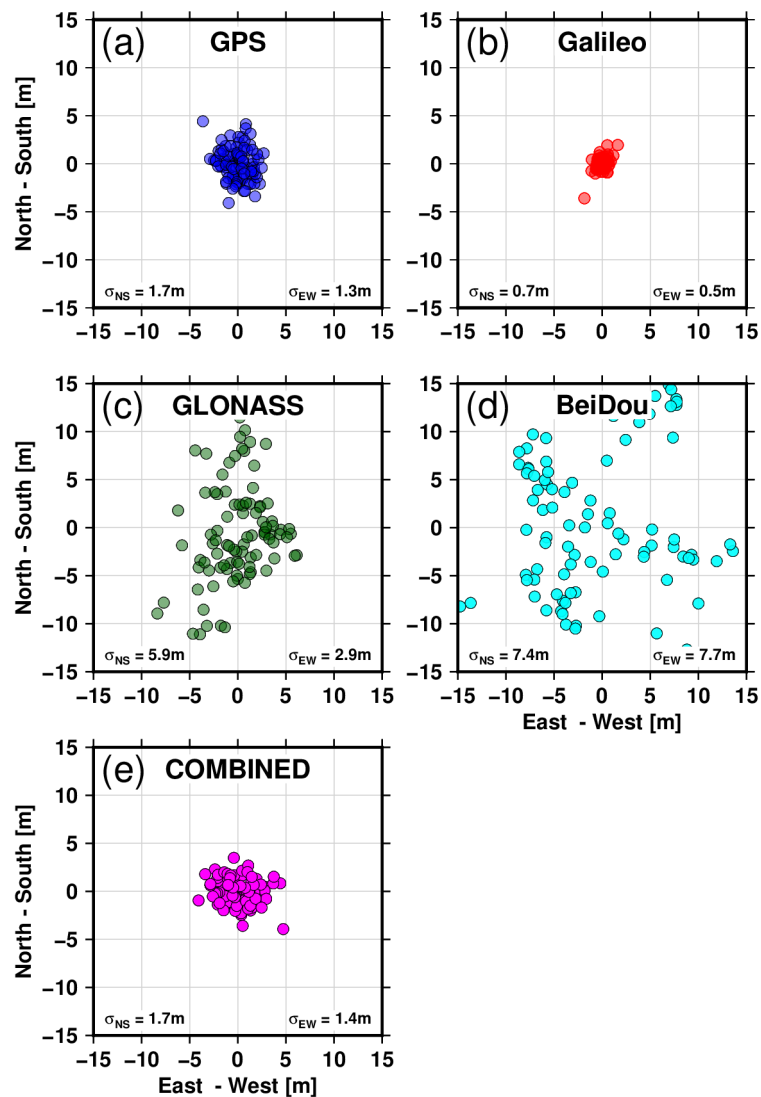 15
10
5
0
−5
−10
−15
North - South [m]
(a)
GPS
σNS = 1.7m
σEW = 1.3m
−15 −10 −5 0 5 10 15
15
10
5
0
−5
−10
−15
(b)
Galileo
σNS = 0.7m
σEW = 0.5m
−15 −10 −5 0 5 10 15
15
10
5
0
−5
−10
−15
North - South [m]
(c)
GLONASS
σNS = 5.9m
σEW = 2.9m
−15 −10 −5 0 5 10 15
15
10
5
0
−5
−10
−15
(d)
BeiDou
σNS = 7.4m
σEW = 7.7m
−15 −10 −5 0 5 10 15
East - West [m]
15
10
5
0
−5
−10
−15
North - South [m]
(e)
COMBINED
σNS = 1.7m
σEW = 1.4m
−15 −10 −5 0 5 10 15
East - West [m]